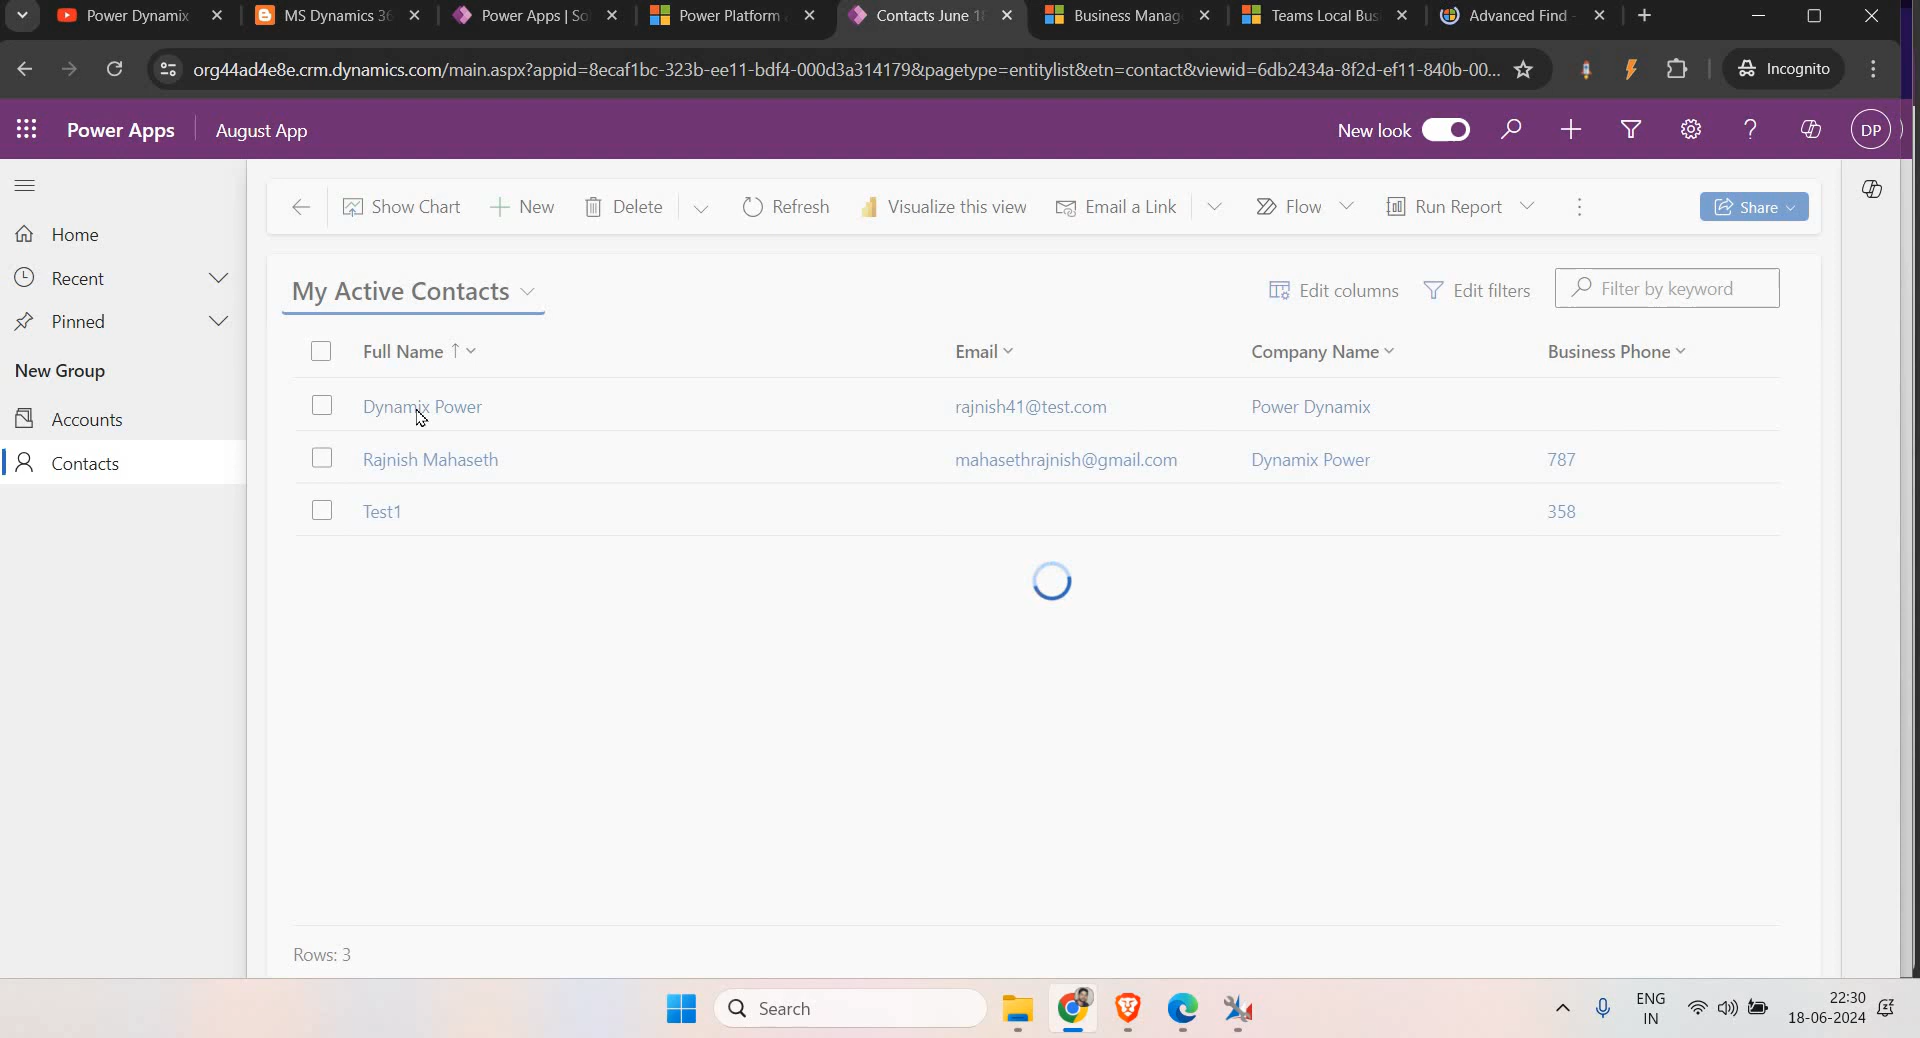 Power Dynamix
MS Dynamics 36
Power Apps | So
Power Platform
Contacts June 1
Business Manag
Teams Local Bus
Advanced Find -
org44ad4e8e.crm.dynamics.com/main.aspx?appid=8ecaf1bc-323b-ee11-bdf4-000d3a314179&pagetype=entitylist&etn=contact&viewid=6db2434a-8f2d-ef11-840b-00...
Incognito
Power Apps
August App
New look
DP
Show Chart
New
Delete
Refresh
Visualize this view
Email a Link
Flow
Run Report
Share
Home
Recent
Pinned
New Group
Accounts
Contacts
My Active Contacts
Edit columns
Edit filters
Filter by keyword
Full Name
Email
Company Name
Business Phone
Dynamix Power
rajnish41@test.com
Power Dynamix
Rajnish Mahaseth
mahasethrajnish@gmail.com
Dynamix Power
787
Test1
358
Rows: 3
Search
ENG
IN
22:30
18-06-2024